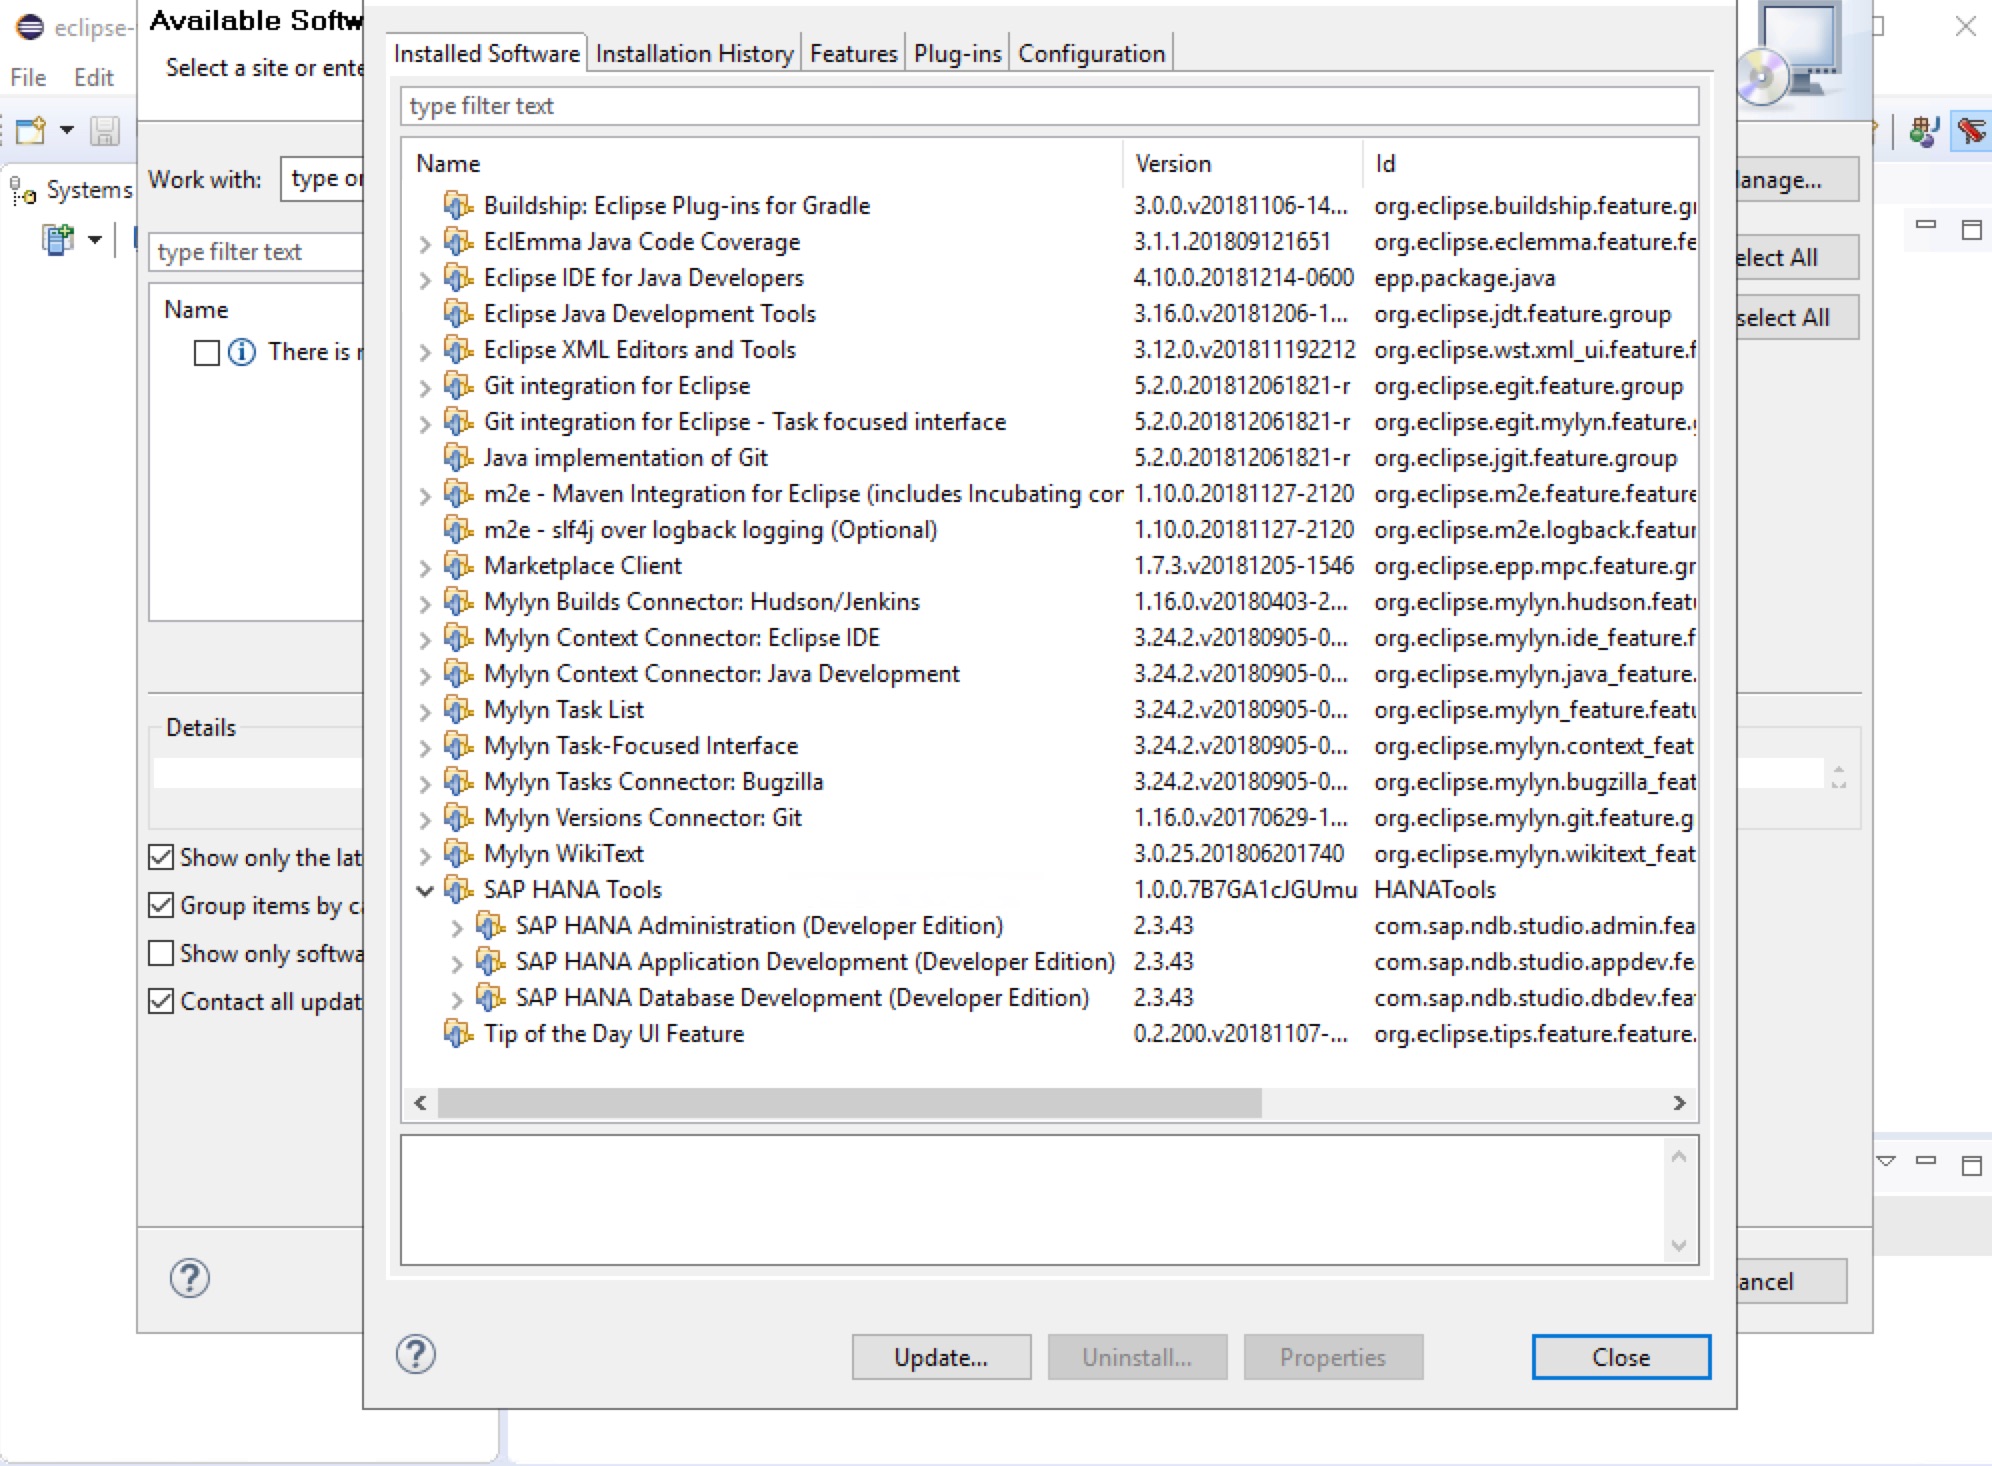 eclipse-
File Edit
Systems
Available Softw
Select a site or ente
Work with: type or
type filter text
Name
There is r
Details
Show only the lat
Group items by ca
Show only softwa
Contact all updat
Installed Software Installation History Features Plug-ins Configuration
type filter text
Name Version Id
Buildship: Eclipse Plug-ins for Gradle 3.0.0.v20181106-14... org.eclipse.buildship.feature.gr
EclEmma Java Code Coverage 3.1.1.201809121651 org.eclipse.eclemma.feature.fe
Eclipse IDE for Java Developers 4.10.0.20181214-0600 epp.package.java
Eclipse Java Development Tools 3.16.0.v20181206-1... org.eclipse.jdt.feature.group
Eclipse XML Editors and Tools 3.12.0.v201811192212 org.eclipse.wst.xml_ui.feature.f
Git integration for Eclipse 5.2.0.201812061821-r org.eclipse.egit.feature.group
Git integration for Eclipse - Task focused interface 5.2.0.201812061821-r org.eclipse.egit.mylyn.feature.
Java implementation of Git 5.2.0.201812061821-r org.eclipse.jgit.feature.group
m2e - Maven Integration for Eclipse (includes Incubating cor 1.10.0.20181127-2120 org.eclipse.m2e.feature.feature
m2e - slf4j over logback logging (Optional) 1.10.0.20181127-2120 org.eclipse.m2e.logback.featur
Marketplace Client 1.7.3.v20181205-1546 org.eclipse.epp.mpc.feature.gr
Mylyn Builds Connector: Hudson/Jenkins 1.16.0.v20180403-2... org.eclipse.mylyn.hudson.featu
Mylyn Context Connector: Eclipse IDE 3.24.2.v20180905-0... org.eclipse.mylyn.ide_feature.f
Mylyn Context Connector: Java Development 3.24.2.v20180905-0... org.eclipse.mylyn.java_feature.
Mylyn Task List 3.24.2.v20180905-0... org.eclipse.mylyn_feature.featu
Mylyn Task-Focused Interface 3.24.2.v20180905-0... org.eclipse.mylyn.context_feat
Mylyn Tasks Connector: Bugzilla 3.24.2.v20180905-0... org.eclipse.mylyn.bugzilla_feat
Mylyn Versions Connector: Git 1.16.0.v20170629-1... org.eclipse.mylyn.git.feature.g
Mylyn WikiText 3.0.25.201806201740 org.eclipse.mylyn.wikitext_feat
SAP HANA Tools 1.0.0.7B7GA1cJGUmu HANATools
SAP HANA Administration (Developer Edition) 2.3.43 com.sap.ndb.studio.admin.fea
SAP HANA Application Development (Developer Edition) 2.3.43 com.sap.ndb.studio.appdev.fe
SAP HANA Database Development (Developer Edition) 2.3.43 com.sap.ndb.studio.dbdev.fea
Tip of the Day UI Feature 0.2.200.v20181107-... org.eclipse.tips.feature.feature.
Update... Uninstall... Properties Close
anage...
elect All
select All
ancel